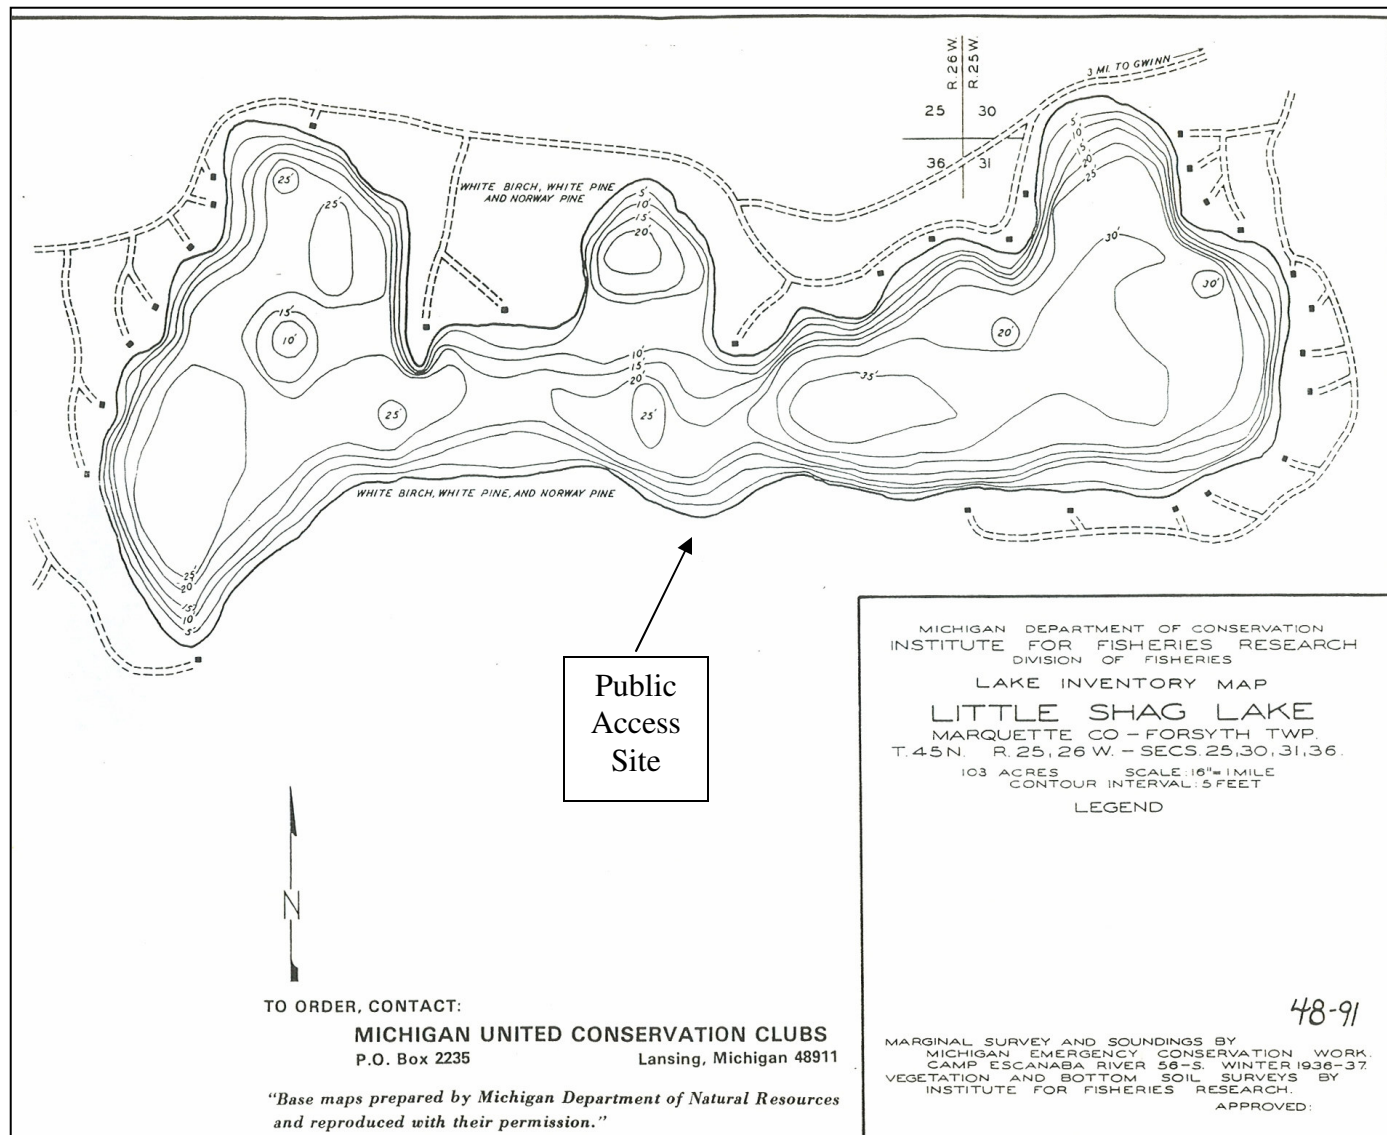 R. 26 W.
R. 25 W.
3 MI. TO GWINN
25 30
36 31
5'
10'
15'
20'
25'
WHITE BIRCH, WHITE PINE
AND NORWAY PINE
5'
10'
15'
20'
25'
25'
30'
30'
15'
10'
20'
10'
15'
20'
35'
25'
25'
WHITE BIRCH, WHITE PINE, AND NORWAY PINE
25'
20'
15'
10'
5'
Public
Access
Site
MICHIGAN DEPARTMENT OF CONSERVATION
INSTITUTE FOR FISHERIES RESEARCH
DIVISION OF FISHERIES
LAKE INVENTORY MAP
LITTLE SHAG LAKE
MARQUETTE CO – FORSYTH TWP.
T. 45 N. R. 25, 26 W. – SECS. 25, 30, 31, 36.
103 ACRES SCALE: 16" = 1 MILE
CONTOUR INTERVAL: 5 FEET
LEGEND
N
TO ORDER, CONTACT:
MICHIGAN UNITED CONSERVATION CLUBS
P.O. Box 2235 Lansing, Michigan 48911
"Base maps prepared by Michigan Department of Natural Resources
and reproduced with their permission."
48-91
MARGINAL SURVEY AND SOUNDINGS BY
MICHIGAN EMERGENCY CONSERVATION WORK.
CAMP ESCANABA RIVER 56-S. WINTER 1936-37.
VEGETATION AND BOTTOM SOIL SURVEYS BY
INSTITUTE FOR FISHERIES RESEARCH.
APPROVED: